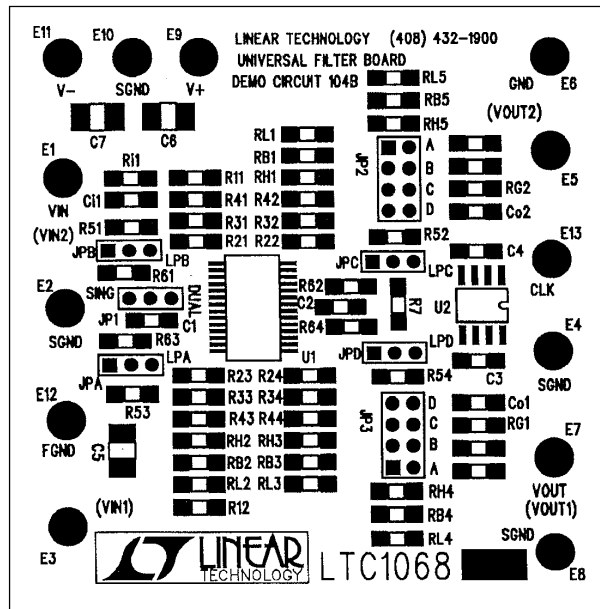 E11 E10 E9
LINEAR TECHNOLOGY (408) 432-1900
UNIVERSAL FILTER BOARD
DEMO CIRCUIT 104B
V- SGND V+
GND E6
RL5
RB5
RH5
(VOUT2)
C7 C6
E1
RL1
RB1
RH1
Ri1
R11
Ci1
R41 R42
VIN
R51
R31 R32
(VIN2)
R21 R22
JP2
A
B
C
D
E5
RG2
Co2
R52
E13
C4
JPB LPB
R61
SING DUAL
JP1
C1
R63
E2
SGND
JPC LPC
R62
C2
R64
R7
U2
CLK
E4
JPA LPA
R53
U1
JPD LPD
R54
C3
SGND
E12
FGND
C5
R23 R24
R33 R34
R43 R44
RH2 RH3
RB2 RB3
RL2 RL3
R12
JP3
D
C
B
A
Co1
RG1
E7
VOUT
(VOUT1)
RH4
RB4
RL4
(VIN1)
E3
SGND
E8
LT LINEAR
TECHNOLOGY
LTC1068